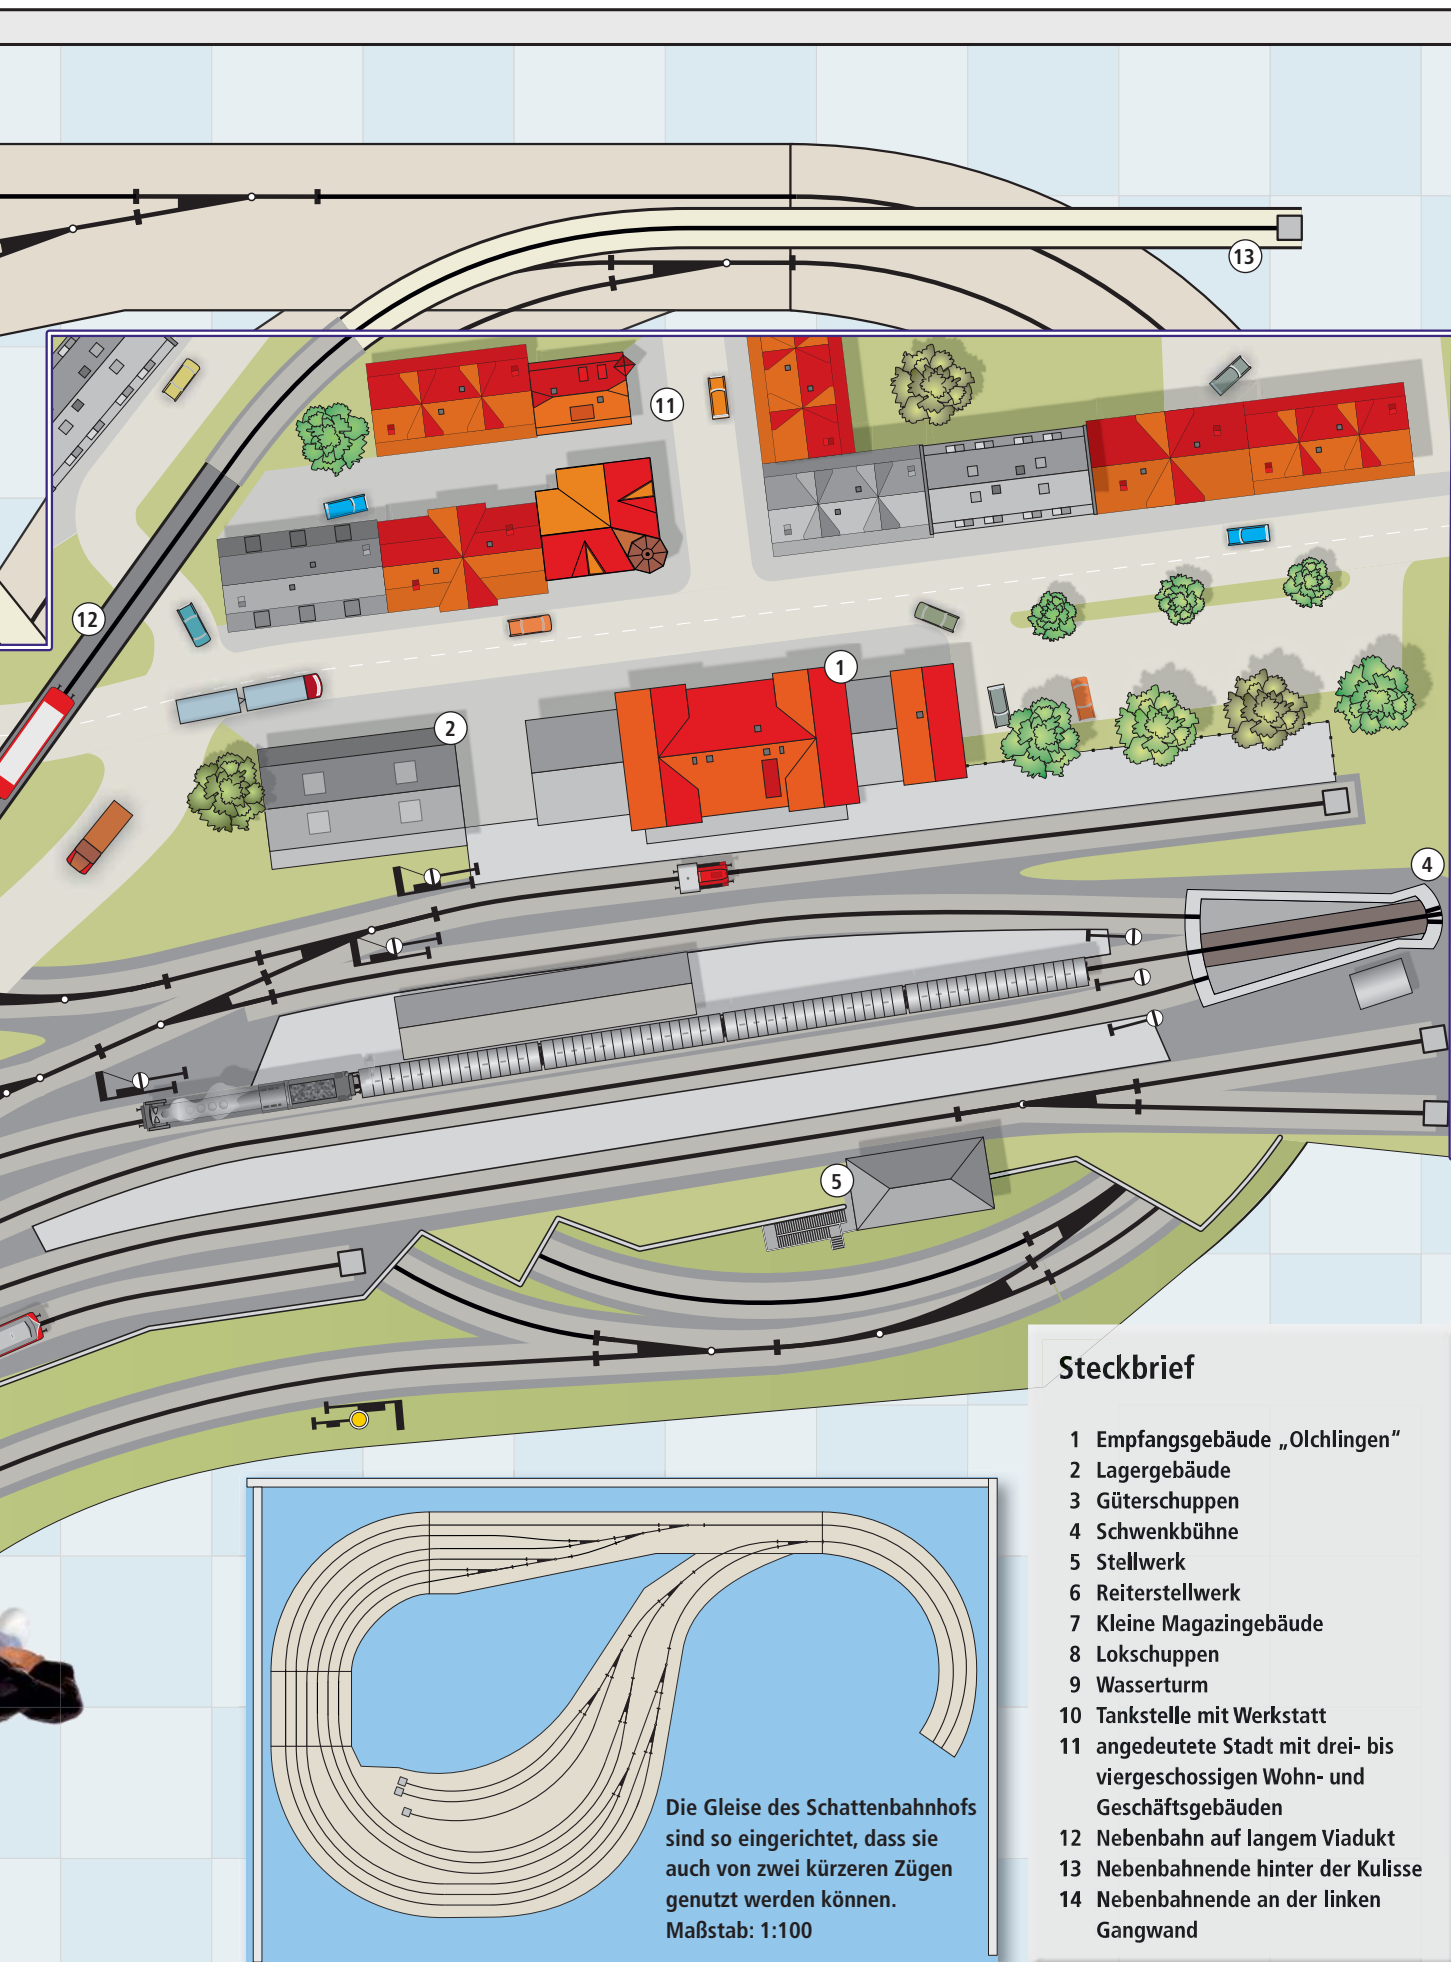 13
11
12
1
2
4
5
Steckbrief
1 Empfangsgebäude „Olchlingen“
2 Lagergebäude
3 Güterschuppen
4 Schwenkbühne
5 Stellwerk
6 Reiterstellwerk
7 Kleine Magazingebäude
8 Lokschuppen
9 Wasserturm
10 Tankstelle mit Werkstatt
11 angedeutete Stadt mit drei- bis
viergeschossigen Wohn- und
Geschäftsgebäuden
12 Nebenbahn auf langem Viadukt
13 Nebenbahnende hinter der Kulisse
14 Nebenbahnende an der linken
Gangwand
Die Gleise des Schattenbahnhofs
sind so eingerichtet, dass sie
auch von zwei kürzeren Zügen
genutzt werden können.
Maßstab: 1:100